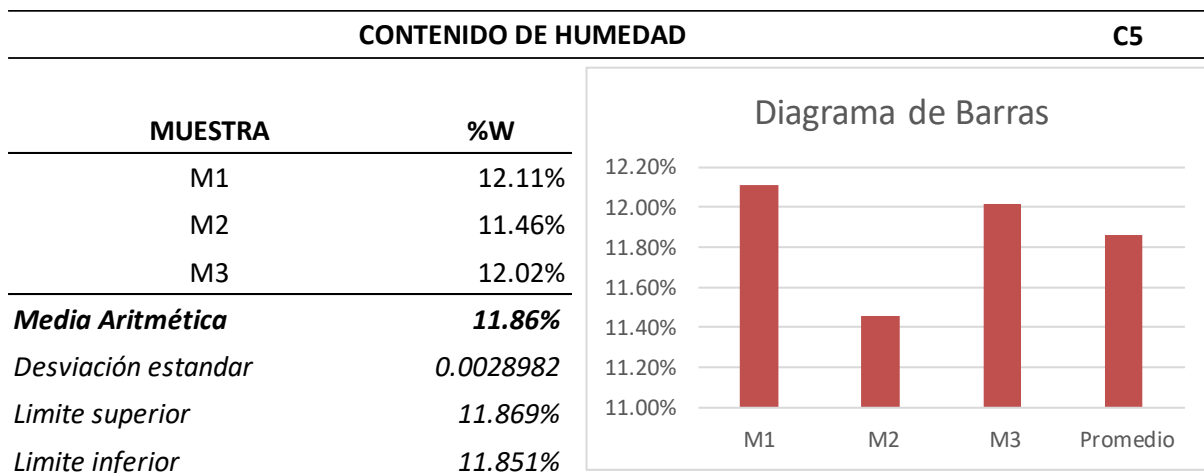 CONTENIDO DE HUMEDAD C5
MUESTRA %W
M1 12.11%
M2 11.46%
M3 12.02%
Media Aritmética 11.86%
Desviación estandar 0.0028982
Limite superior 11.869%
Limite inferior 11.851%
Diagrama de Barras
12.20%
12.00%
11.80%
11.60%
11.40%
11.20%
11.00%
M1 M2 M3 Promedio